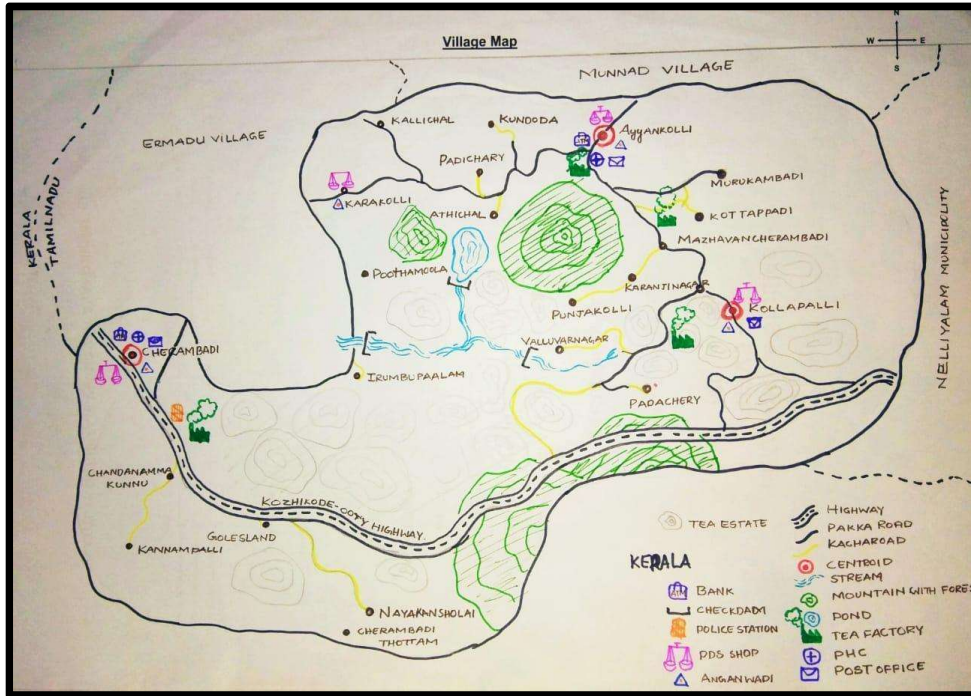 Village Map
N
W E
S
MUNNAD VILLAGE
ERMADU VILLAGE
KERALA
TAMILNADU
NELLIYALAM MUNICIPOLITY
KALLICHAL
KUNDODA
AYYANKOLLI
ATM
PADICHARY
MURUKAMBADI
KARAKOLLI
ATHICHAL
KOTTAPPADI
MAZHAVANCHERAMBADI
POOTHAMOOLA
KARANJINAGAR
PUNJAKOLLI
KOLLAPALLI
VALLUVARNAGAR
CHERAMBADI
IRUMBUPAALAM
PADACHERY
CHANDANAMMA
KUNNU
KOZHIKODE-OOTY HIGHWAY
GOLESLAND
KANNAMPALLI
NAYAKANSHOLAI
CHERAMBADI
THOTTAM
KERALA
TEA ESTATE
BANK
CHECKDAM
POLICE STATION
PDS SHOP
ANGANWADI
HIGHWAY
PAKKA ROAD
KACHAROAD
CENTROID
STREAM
MOUNTAIN WITH FORES
POND
TEA FACTORY
PHC
POST OFFICE